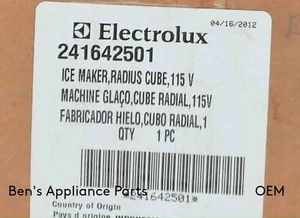 04/16/2012
Electrolux
241642501
ICE MAKER,RADIUS CUBE,115 V
MACHINE GLAÇO,CUBE RADIAL,115V
FABRICADOR HIELO,CUBO RADIAL,1
QTY 1 PC
Ben's Appliance Parts OEM
*241642501*
Country of Origin
Pays d origine